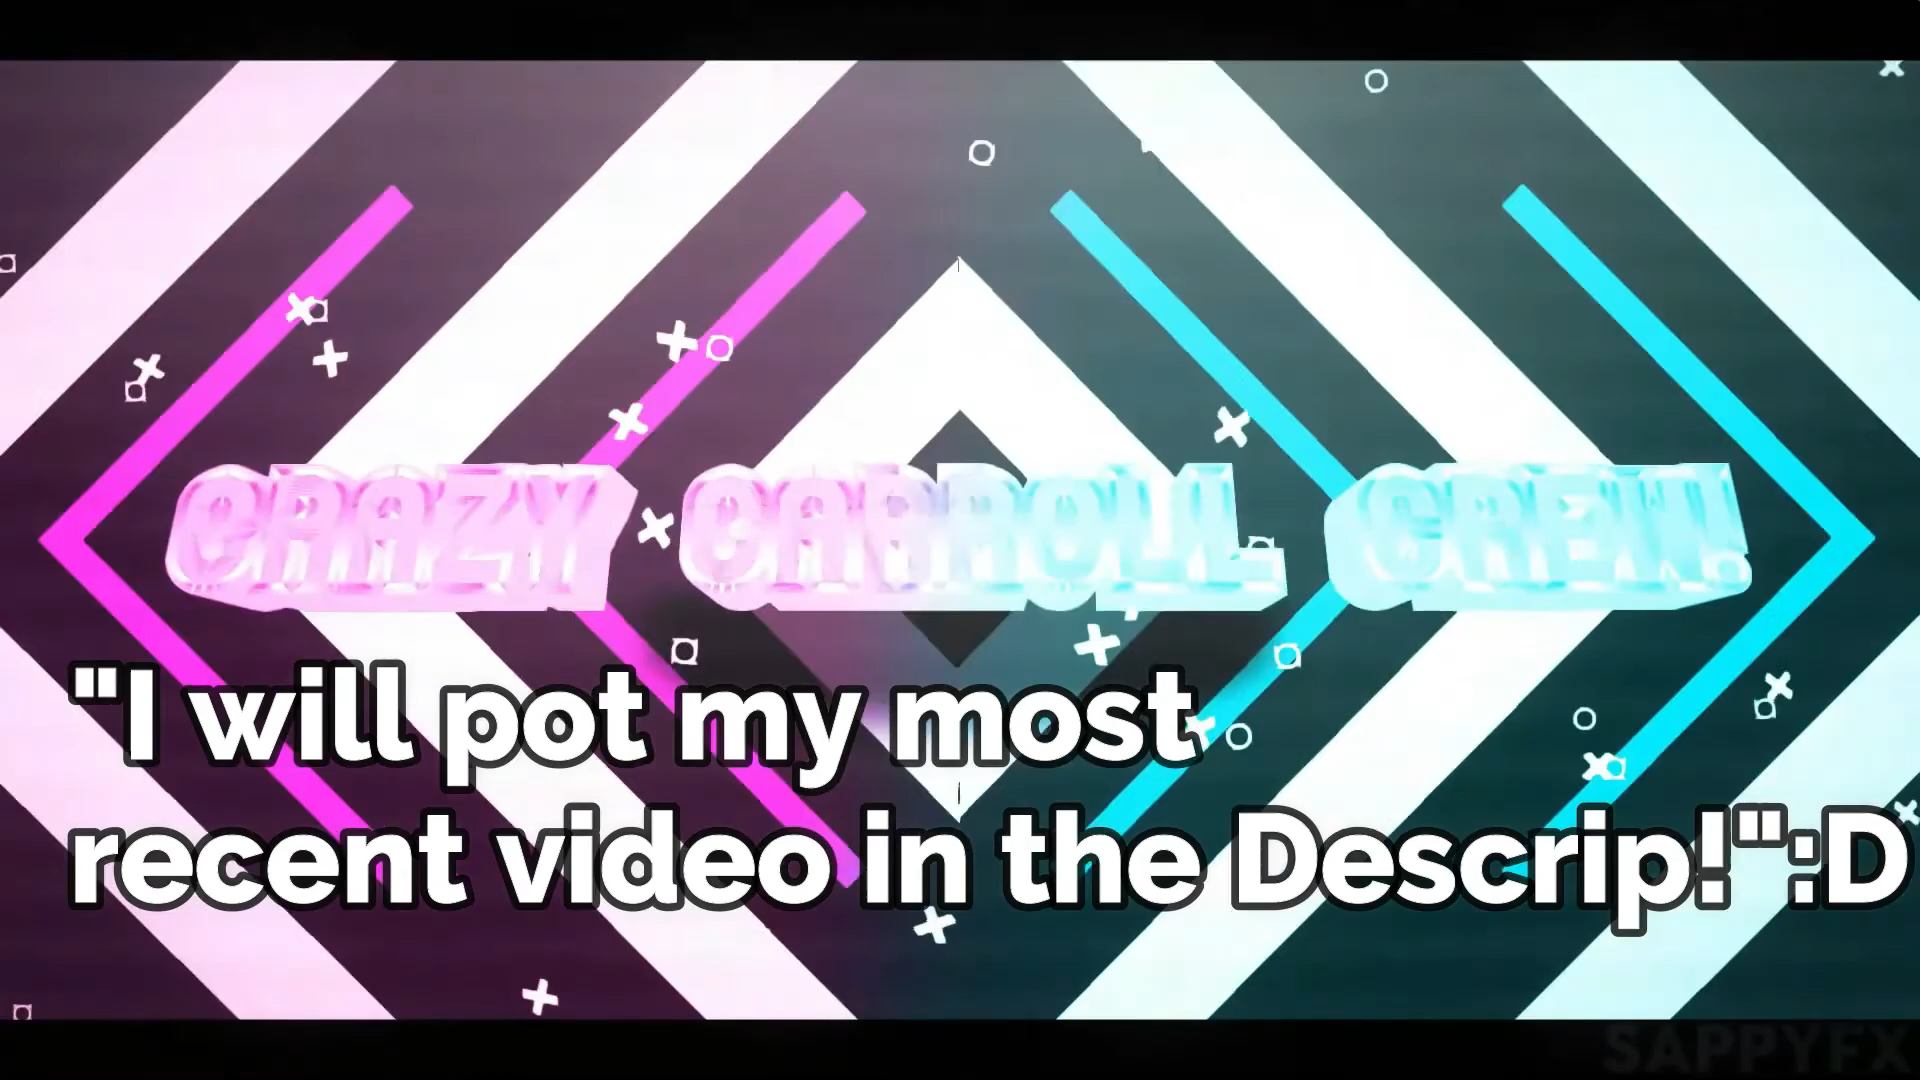 CRAZY CARROLL CREW!
"I will pot my most
recent video in the Descrip!":D
SAPPYFX